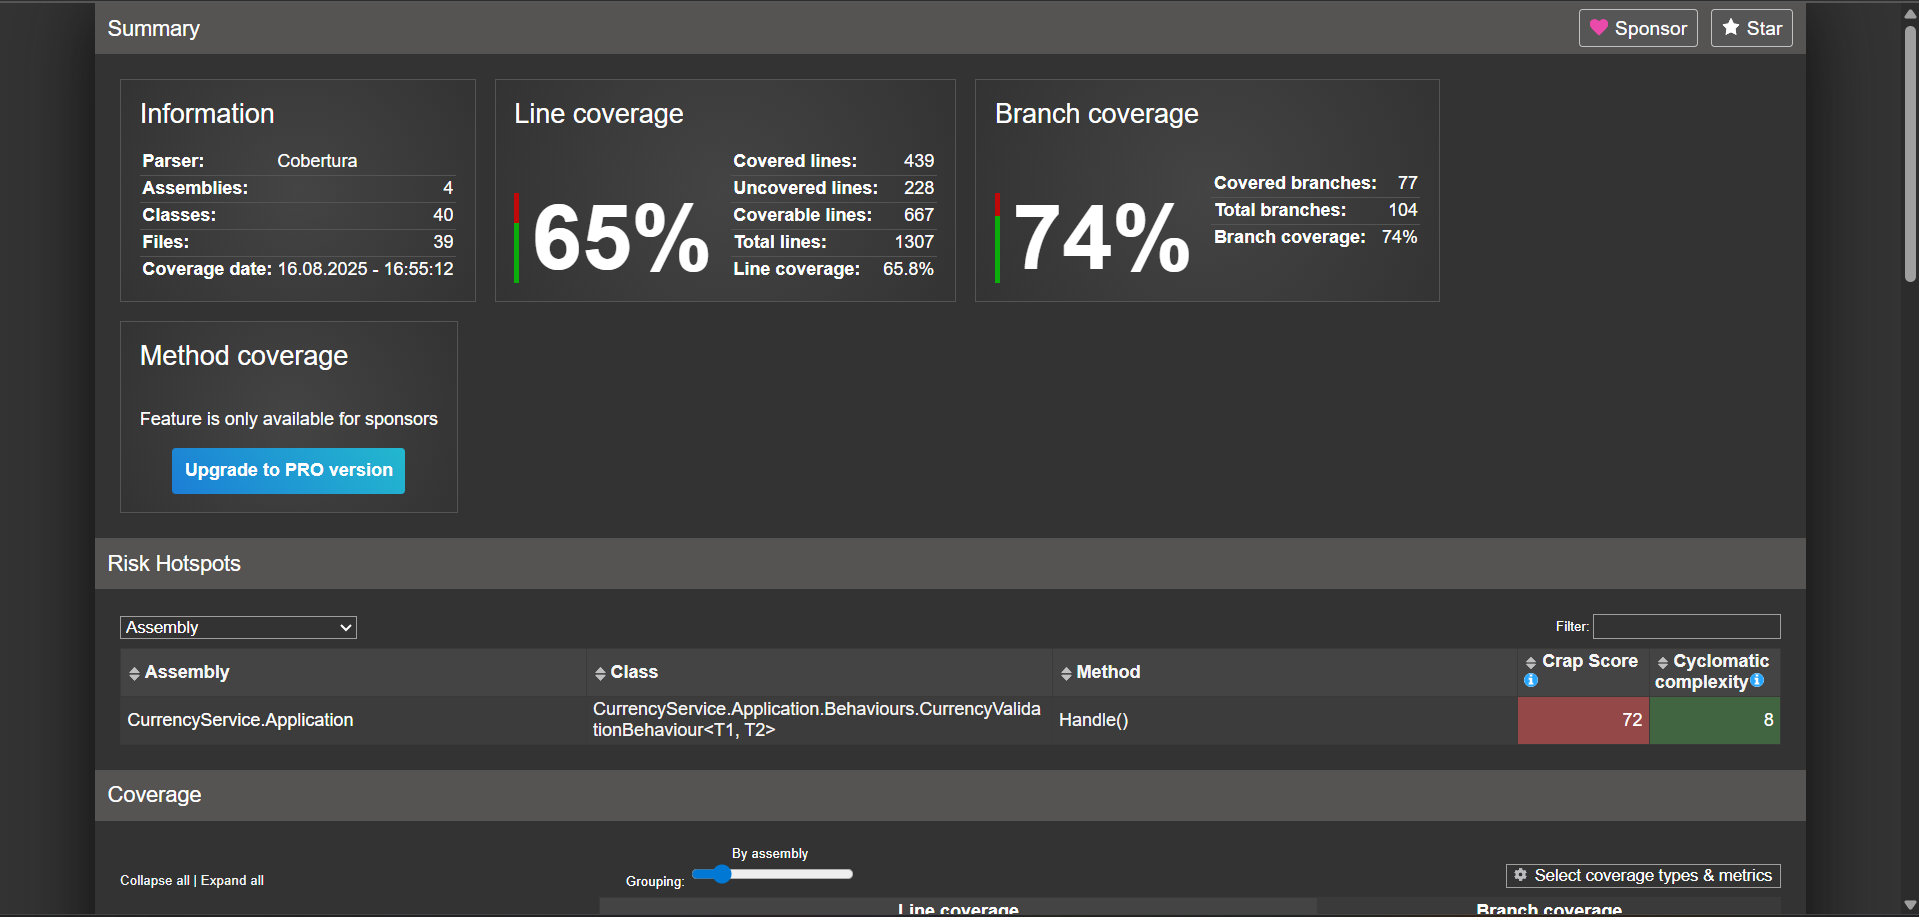 Summary
Sponsor
Star
Information
Parser: Cobertura
Assemblies: 4
Classes: 40
Files: 39
Coverage date: 16.08.2025 - 16:55:12
Line coverage
65%
Covered lines: 439
Uncovered lines: 228
Coverable lines: 667
Total lines: 1307
Line coverage: 65.8%
Branch coverage
74%
Covered branches: 77
Total branches: 104
Branch coverage: 74%
Method coverage
Feature is only available for sponsors
Upgrade to PRO version
Risk Hotspots
Assembly
Filter:
Assembly
Class
Method
Crap Score
Cyclomatic
complexity
CurrencyService.Application
CurrencyService.Application.Behaviours.CurrencyValida
tionBehaviour<T1, T2>
Handle()
72
8
Coverage
Collapse all | Expand all
By assembly
Grouping:
Select coverage types & metrics
Line coverage
Branch coverage